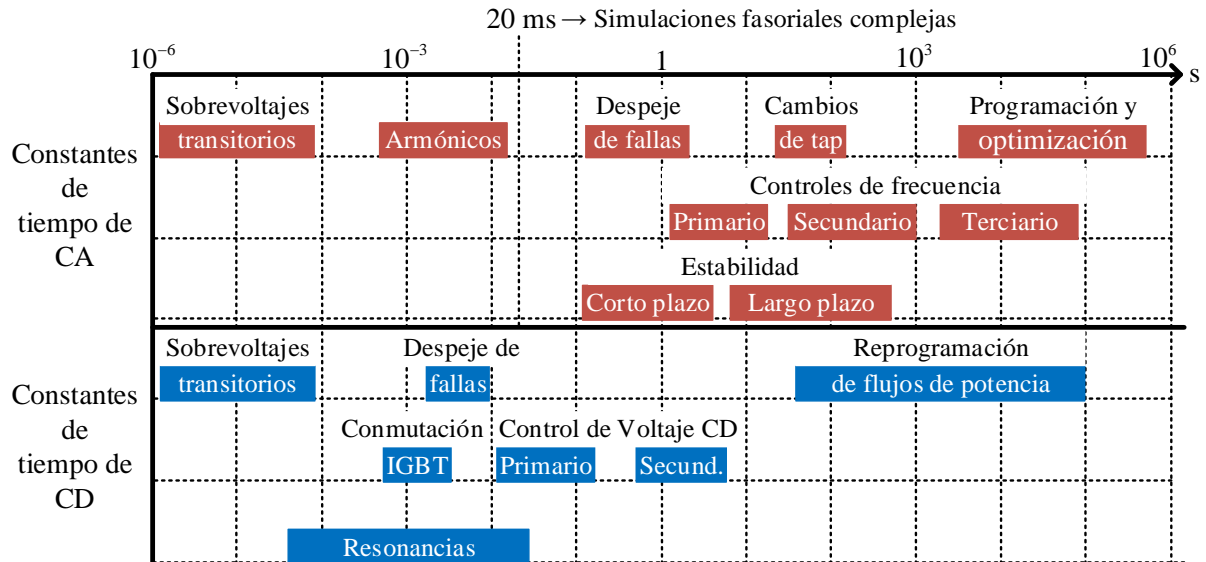 20 ms → Simulaciones fasoriales complejas
10⁻⁶ 10⁻³ 1 10³ 10⁶
s
Constantes
de
tiempo de
CA
Sobrevoltajes
transitorios
Armónicos
Despeje
de fallas
Cambios
de tap
Programación y
optimización
Controles de frecuencia
Primario Secundario Terciario
Estabilidad
Corto plazo Largo plazo
Constantes
de
tiempo de
CD
Sobrevoltajes
transitorios
Despeje de
fallas
Reprogramación
de flujos de potencia
Conmutación
IGBT
Control de Voltaje CD
Primario Secund.
Resonancias